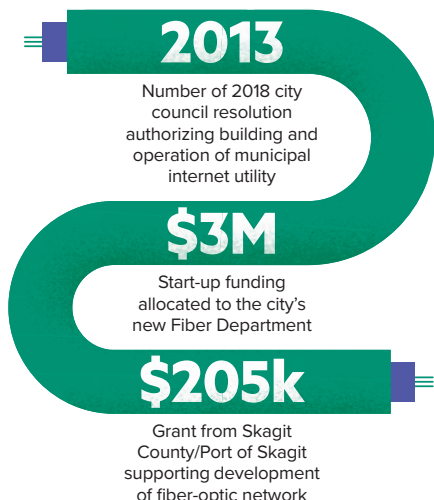 2013
Number of 2018 city
council resolution
authorizing building and
operation of municipal
internet utility
$3M
Start-up funding
allocated to the city’s
new Fiber Department
$205k
Grant from Skagit
County/Port of Skagit
supporting development
of fiber-optic network